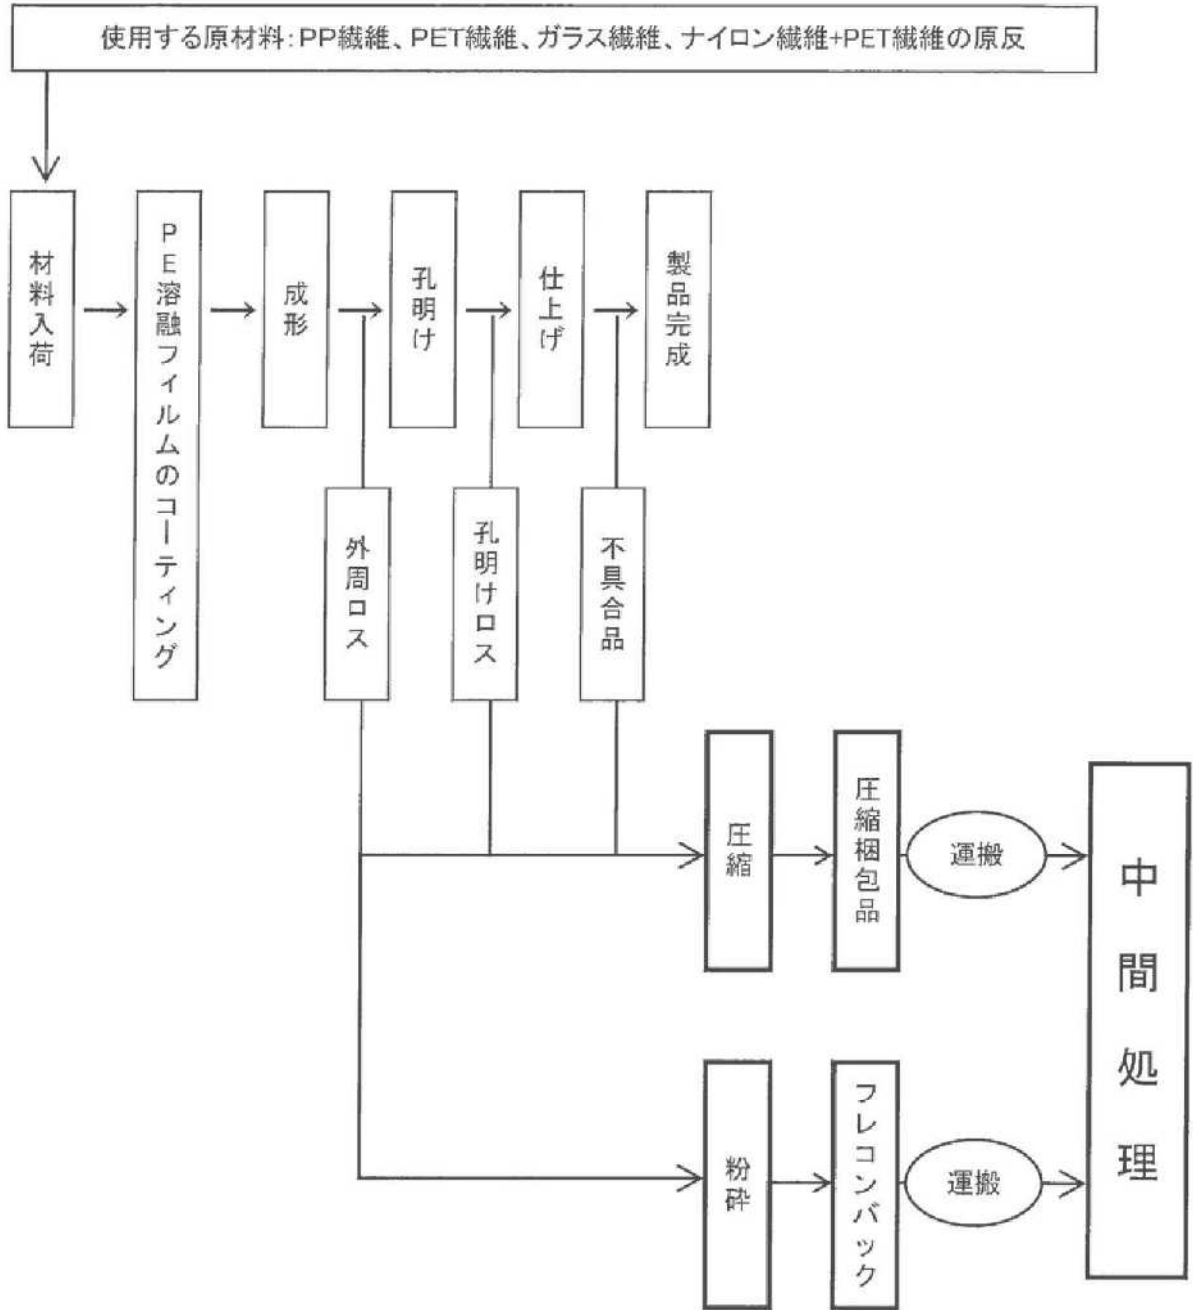 使用する原材料:PP繊維、PET繊維、ガラス繊維、ナイロン繊維+PET繊維の原反
材料入荷
PE溶融フィルムのコーティング
成形
孔明け
仕上げ
製品完成
外周ロス
孔明けロス
不具合品
圧縮
圧縮梱包品
運搬
中間処理
粉砕
フレコンバック
運搬